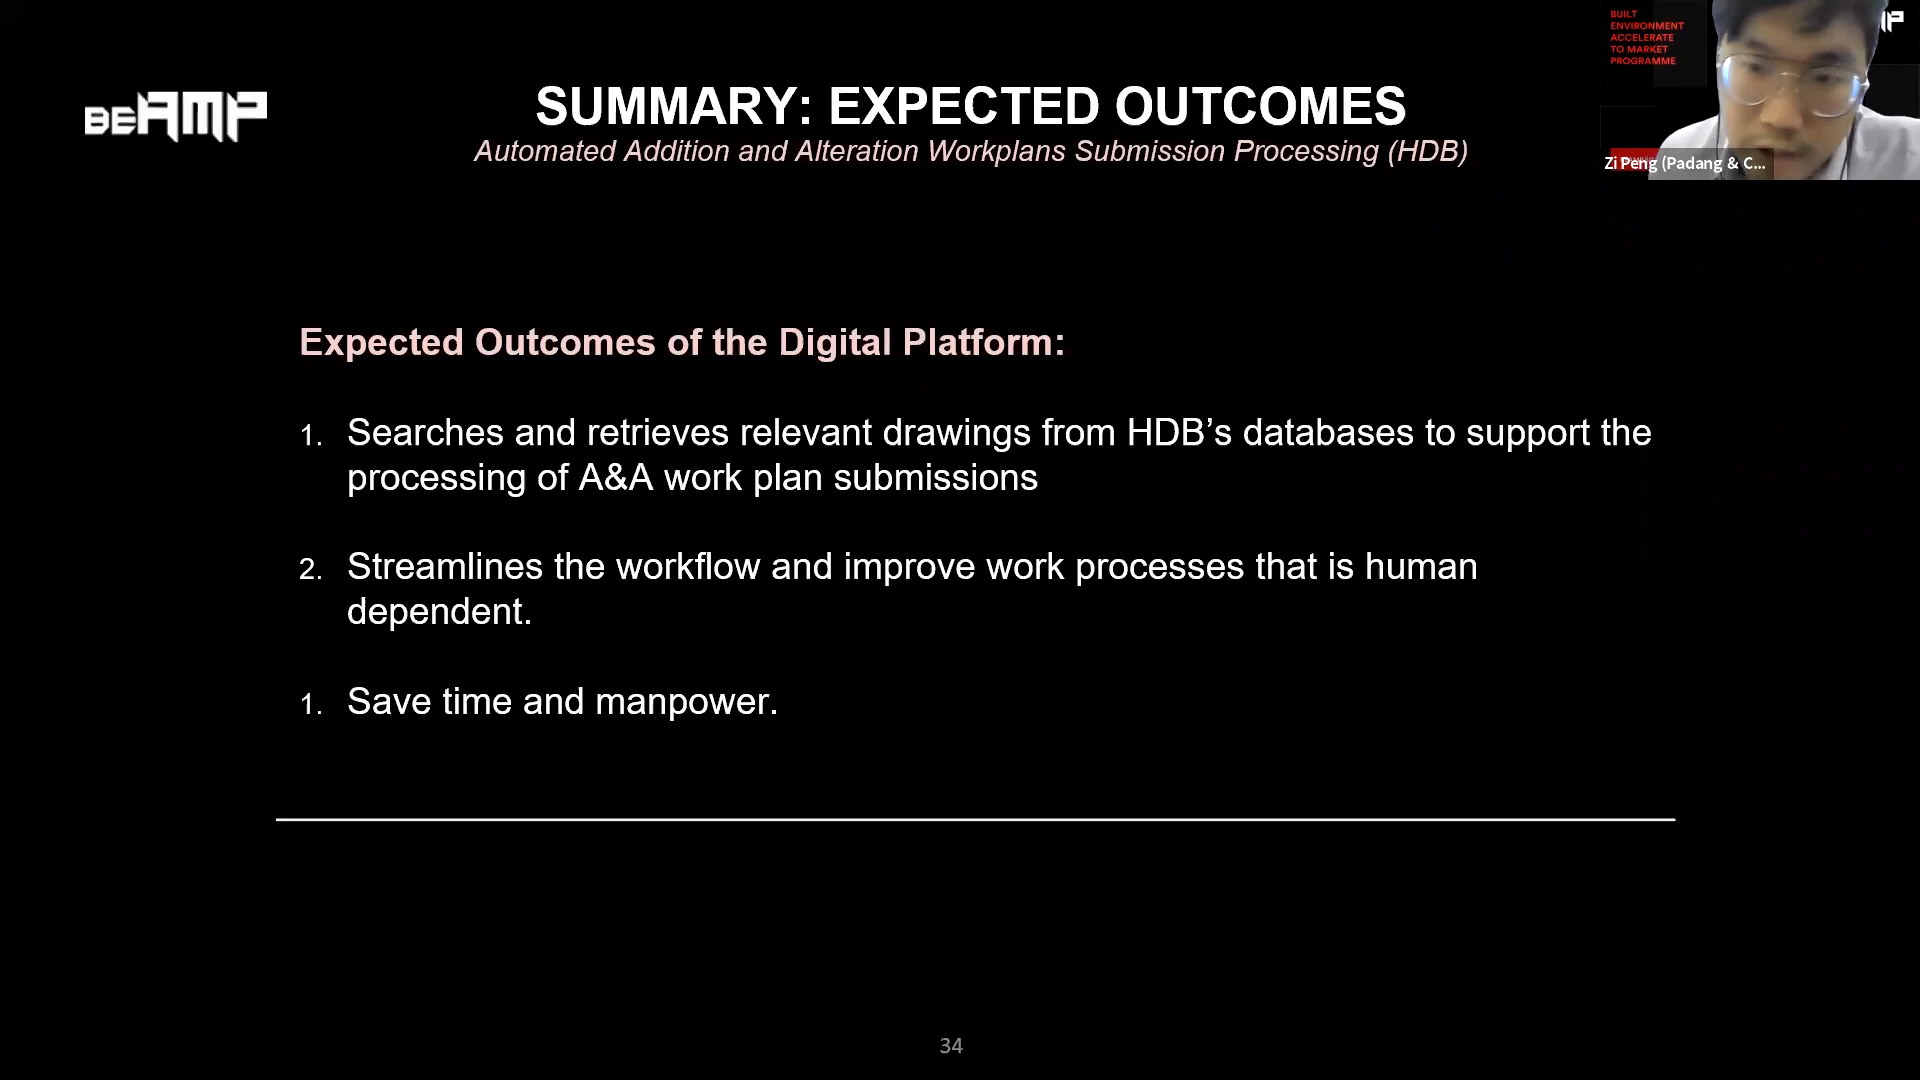 BEAMP
SUMMARY: EXPECTED OUTCOMES
Automated Addition and Alteration Workplans Submission Processing (HDB)
BUILT
ENVIRONMENT
ACCELERATE
TO MARKET
PROGRAMME
Zi Peng (Padang & C...
Expected Outcomes of the Digital Platform:
1. Searches and retrieves relevant drawings from HDB’s databases to support the
processing of A&A work plan submissions
2. Streamlines the workflow and improve work processes that is human
dependent.
1. Save time and manpower.
34